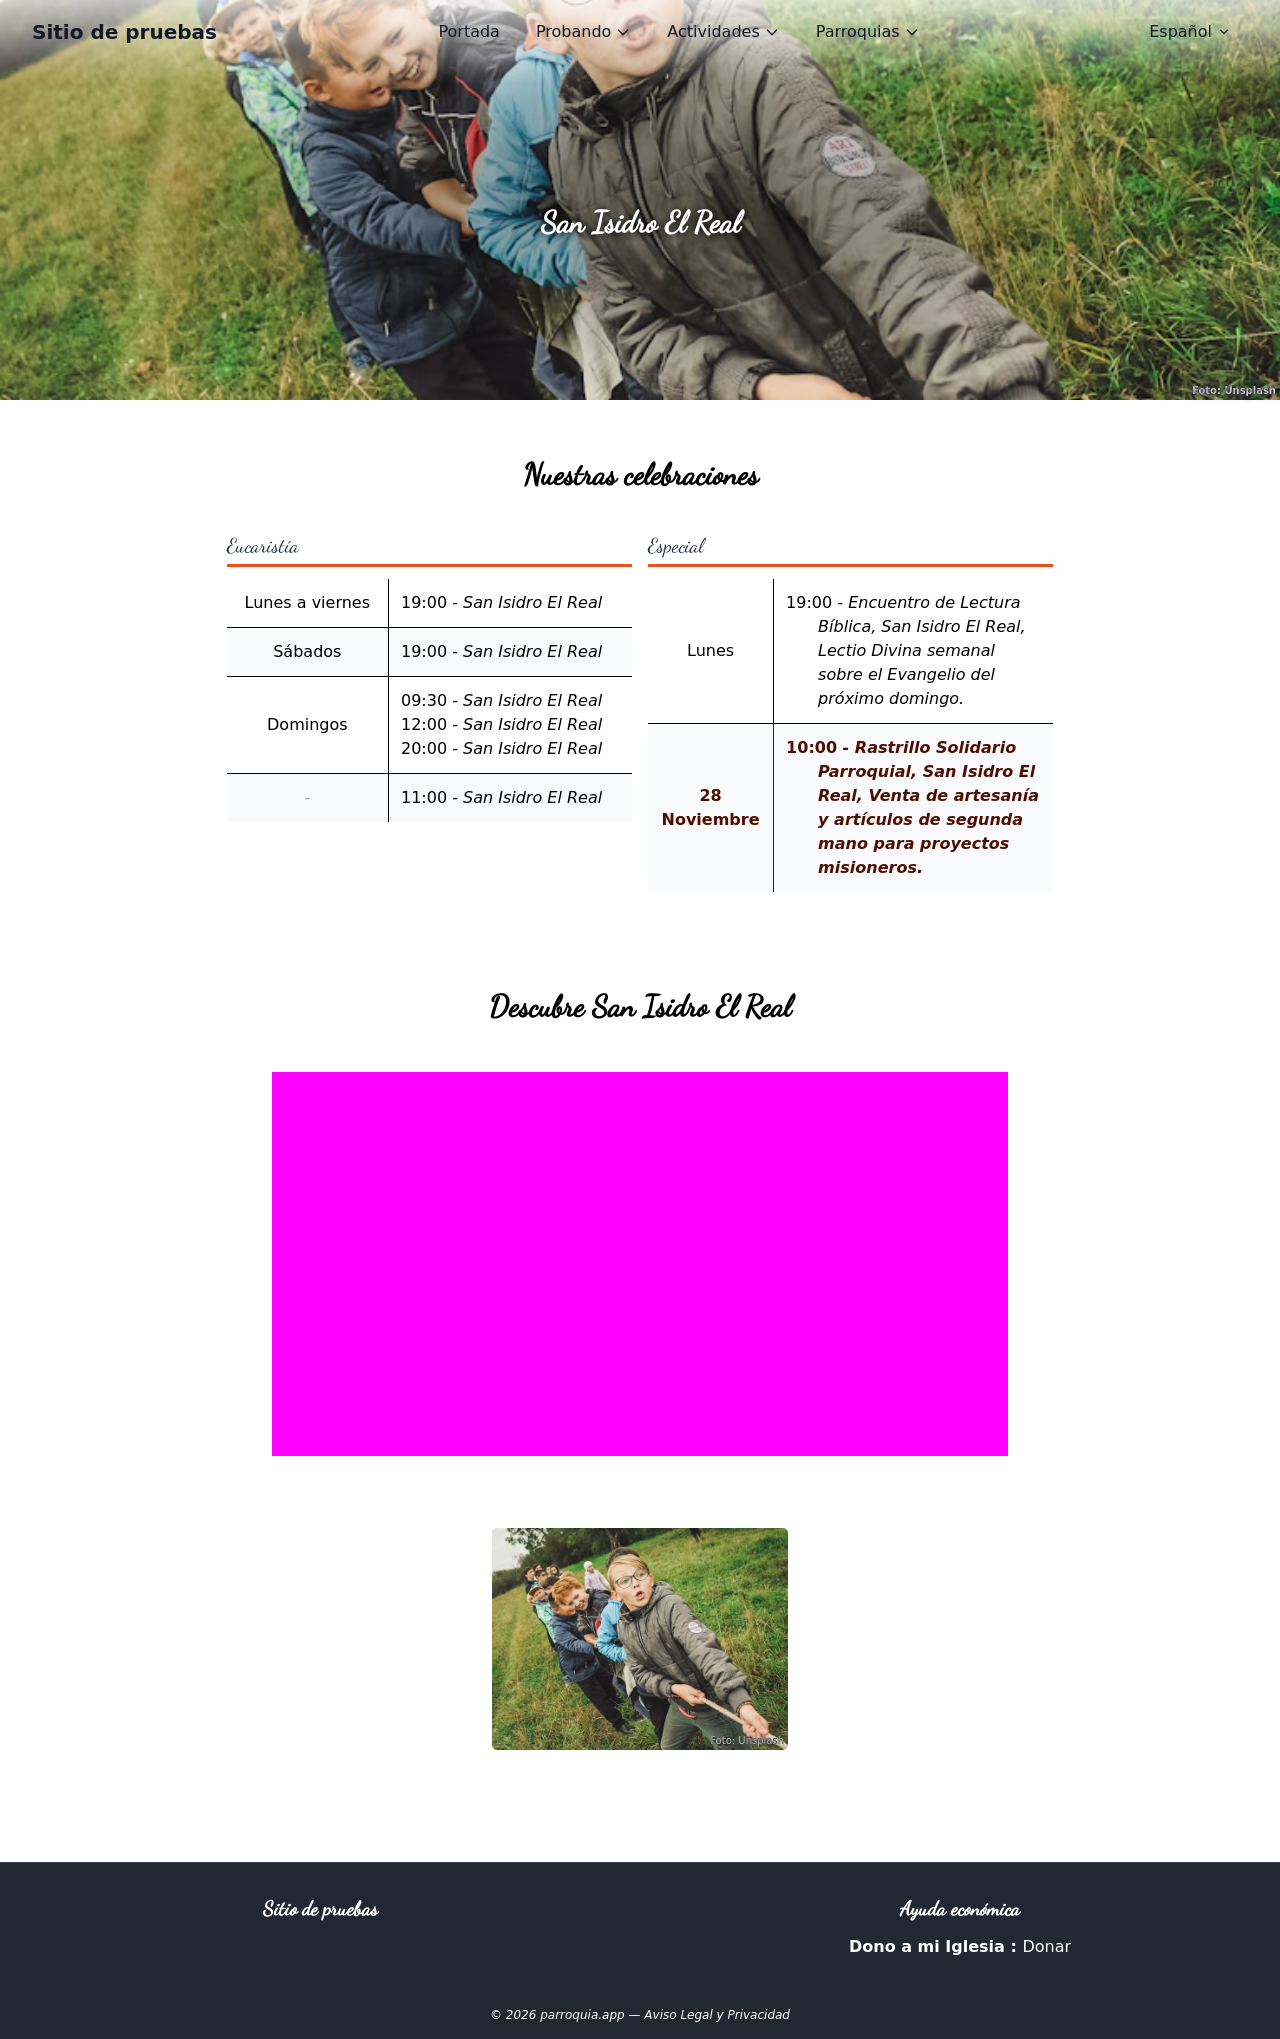 Sitio de pruebas
Portada
Probando
Actividades
Parroquias
Español
San Isidro El Real
Foto: Unsplash
Nuestras celebraciones
Eucaristía
Lunes a viernes
19:00 - San Isidro El Real
Sábados
19:00 - San Isidro El Real
Domingos
09:30 - San Isidro El Real
12:00 - San Isidro El Real
20:00 - San Isidro El Real
-
11:00 - San Isidro El Real
Especial
Lunes
19:00 - Encuentro de Lectura
Bíblica, San Isidro El Real,
Lectio Divina semanal
sobre el Evangelio del
próximo domingo.
28
Noviembre
10:00 - Rastrillo Solidario
Parroquial, San Isidro El
Real, Venta de artesanía
y artículos de segunda
mano para proyectos
misioneros.
Descubre San Isidro El Real
Foto: Unsplash
Sitio de pruebas
Ayuda económica
Dono a mi Iglesia : Donar
© 2026 parroquia.app — Aviso Legal y Privacidad